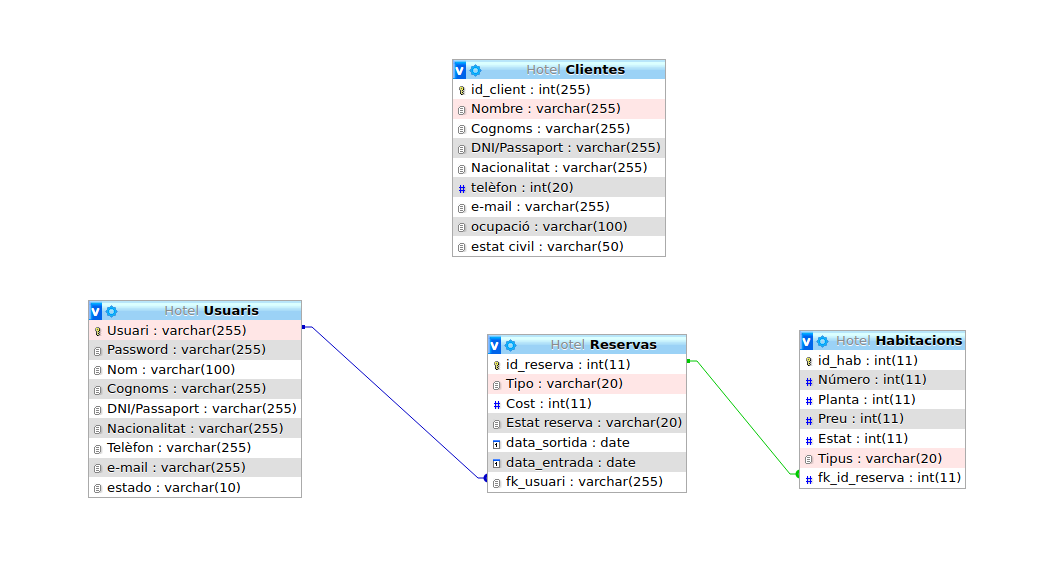 Hotel Clientes
id_client : int(255)
Nombre : varchar(255)
Cognoms : varchar(255)
DNI/Passaport : varchar(255)
Nacionalitat : varchar(255)
telèfon : int(20)
e-mail : varchar(255)
ocupació : varchar(100)
estat civil : varchar(50)
Hotel Usuaris
Usuari : varchar(255)
Password : varchar(255)
Nom : varchar(100)
Cognoms : varchar(255)
DNI/Passaport : varchar(255)
Nacionalitat : varchar(255)
Telèfon : varchar(255)
e-mail : varchar(255)
estado : varchar(10)
Hotel Reservas
id_reserva : int(11)
Tipo : varchar(20)
Cost : int(11)
Estat reserva : varchar(20)
data_sortida : date
data_entrada : date
fk_usuari : varchar(255)
Hotel Habitacions
id_hab : int(11)
Número : int(11)
Planta : int(11)
Preu : int(11)
Estat : int(11)
Tipus : varchar(20)
fk_id_reserva : int(11)